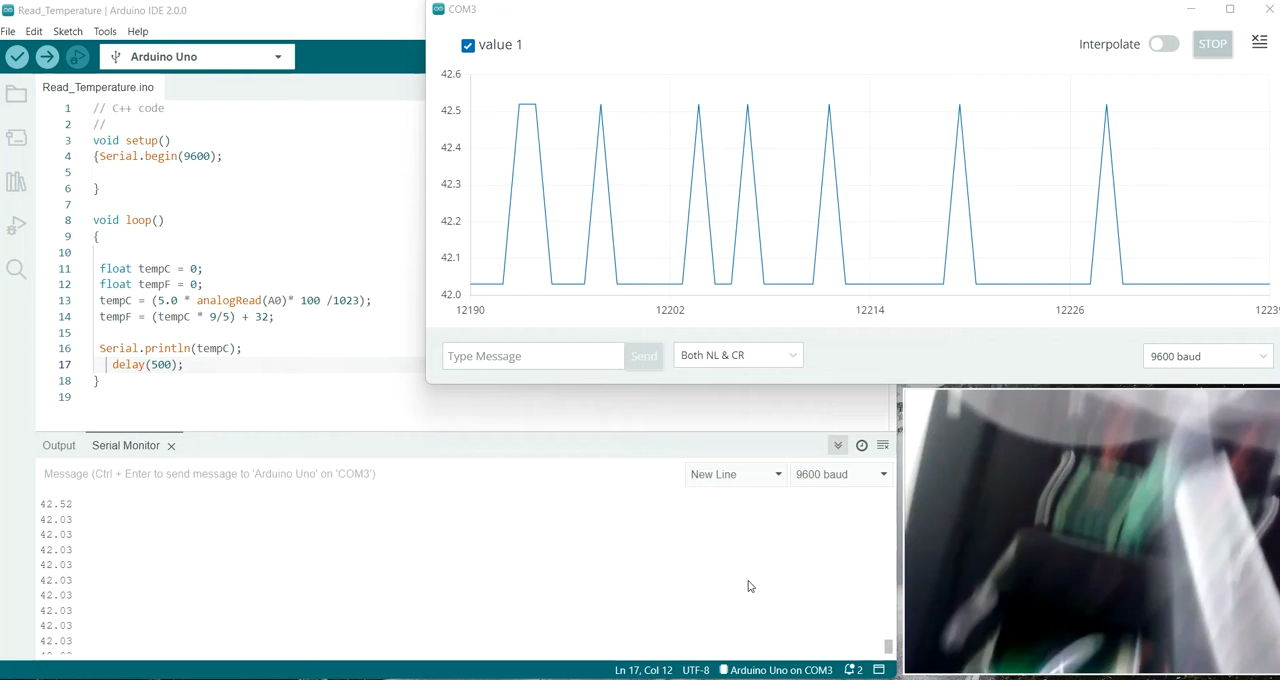 Read_Temperature | Arduino IDE 2.0.0
File Edit Sketch Tools Help
Arduino Uno
Read_Temperature.ino
1 // C++ code
2 //
3 void setup()
4 {Serial.begin(9600);
5
6 }
7
8 void loop()
9 {
10
11 float tempC = 0;
12 float tempF = 0;
13 tempC = (5.0 * analogRead(A0)* 100 /1023);
14 tempF = (tempC * 9/5) + 32;
15
16 Serial.println(tempC);
17 delay(500);
18 }
19
COM3
value 1
Interpolate STOP
42.6
42.5
42.4
42.3
42.2
42.1
42.0
12190 12202 12214 12226
Type Message Send Both NL & CR 9600 baud
Output Serial Monitor
Message (Ctrl + Enter to send message to 'Arduino Uno' on 'COM3') New Line 9600 baud
42.52
42.03
42.03
42.03
42.03
42.03
42.03
42.03
42.03
42.03
Ln 17, Col 12 UTF-8 Arduino Uno on COM3 2